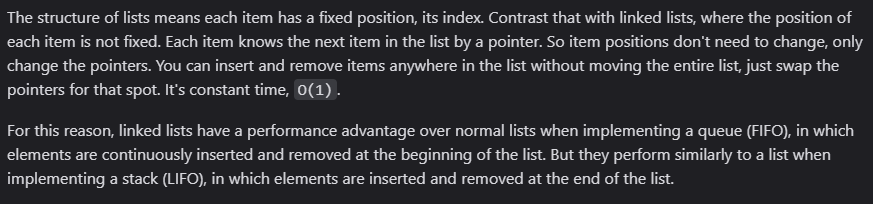 The structure of lists means each item has a fixed position, its index. Contrast that with linked lists, where the position of
each item is not fixed. Each item knows the next item in the list by a pointer. So item positions don't need to change, only
change the pointers. You can insert and remove items anywhere in the list without moving the entire list, just swap the
pointers for that spot. It's constant time, O(1).
For this reason, linked lists have a performance advantage over normal lists when implementing a queue (FIFO), in which
elements are continuously inserted and removed at the beginning of the list. But they perform similarly to a list when
implementing a stack (LIFO), in which elements are inserted and removed at the end of the list.